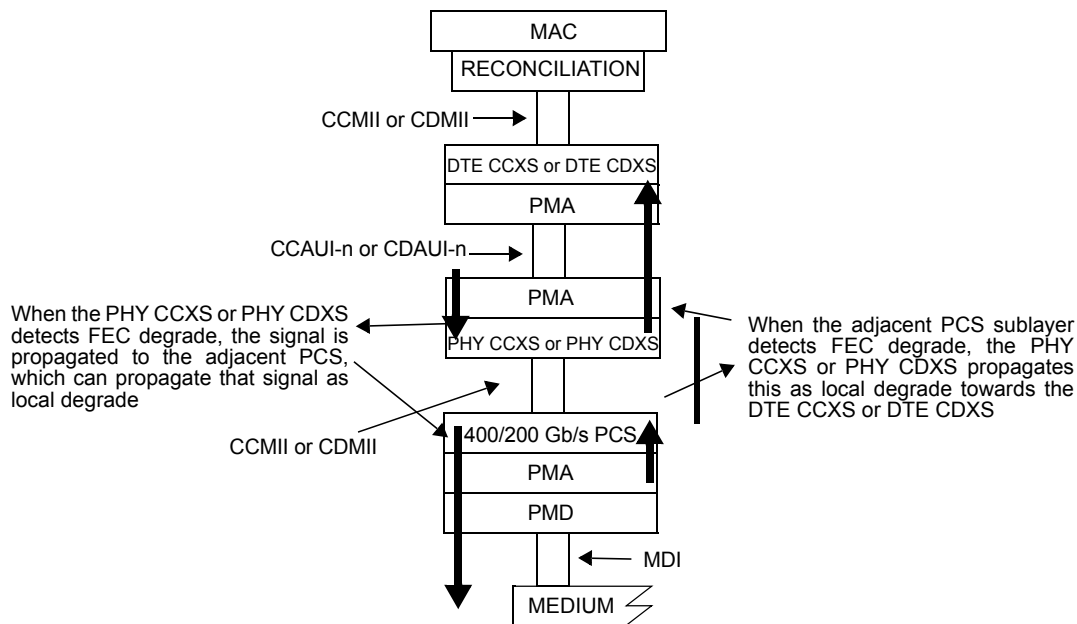 MAC
RECONCILIATION
CCMII or CDMII
DTE CCXS or DTE CDXS
PMA
CCAUI-n or CDAUI-n
PMA
PHY CCXS or PHY CDXS
When the PHY CCXS or PHY CDXS
detects FEC degrade, the signal is
propagated to the adjacent PCS,
which can propagate that signal as
local degrade
When the adjacent PCS sublayer
detects FEC degrade, the PHY
CCXS or PHY CDXS propagates
this as local degrade towards the
DTE CCXS or DTE CDXS
CCMII or CDMII
400/200 Gb/s PCS
PMA
PMD
MDI
MEDIUM